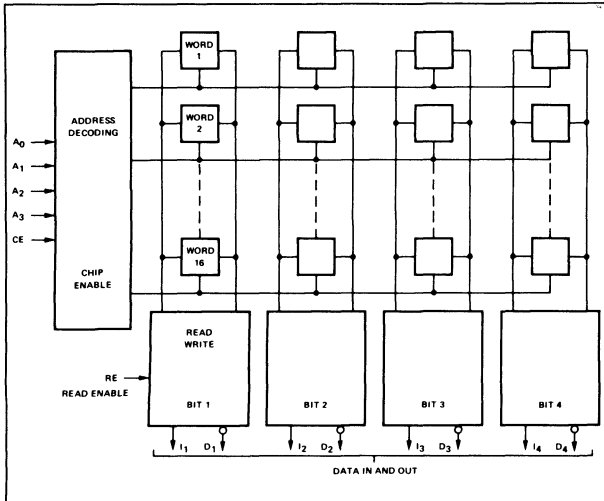 WORD
1
ADDRESS
DECODING
WORD
2
A0
A1
A2
A3
CE
WORD
16
CHIP
ENABLE
READ
WRITE
RE
READ ENABLE
BIT 1
BIT 2
BIT 3
BIT 4
I1 D1 I2 D2 I3 D3 I4 D4
DATA IN AND OUT